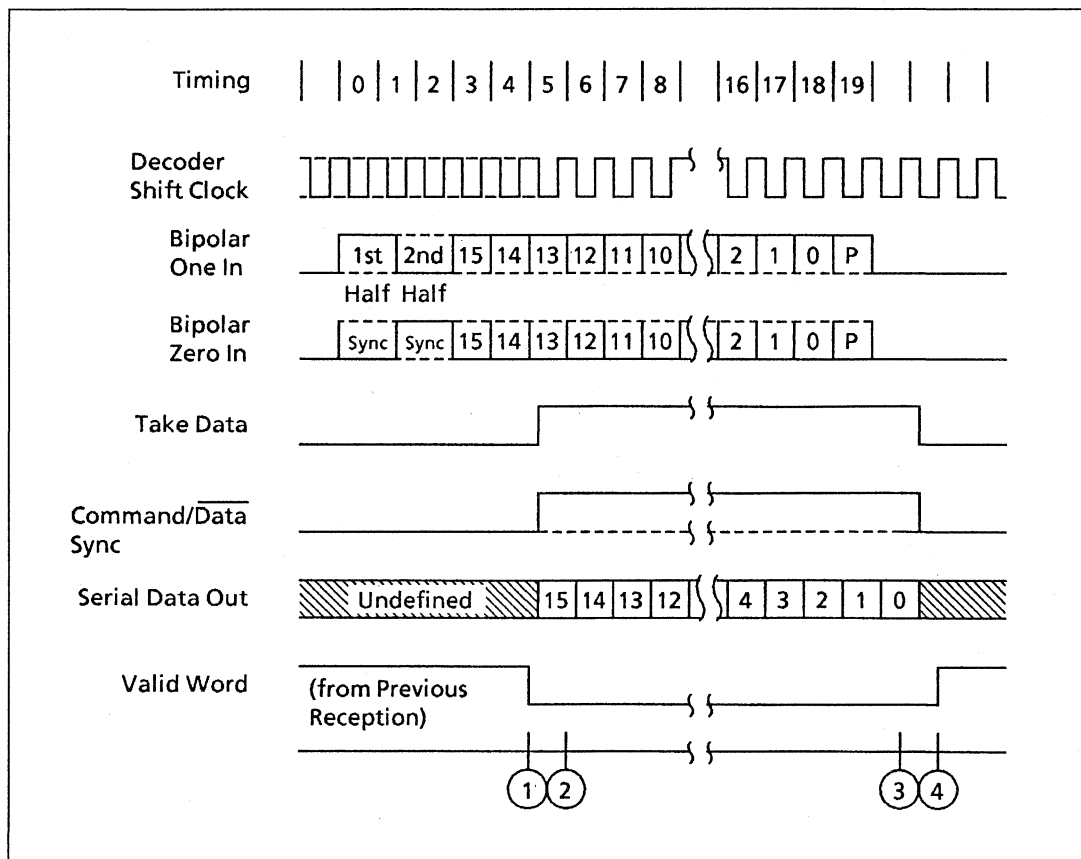 Timing 0 1 2 3 4 5 6 7 8 16 17 18 19
Decoder
Shift Clock
Bipolar
One In
1st 2nd 15 14 13 12 11 10 2 1 0 P
Half Half
Bipolar
Zero In
Sync Sync 15 14 13 12 11 10 2 1 0 P
Take Data
Command/Data
Sync
Serial Data Out Undefined 15 14 13 12 4 3 2 1 0
Valid Word
(from Previous
Reception)
1 2 3 4